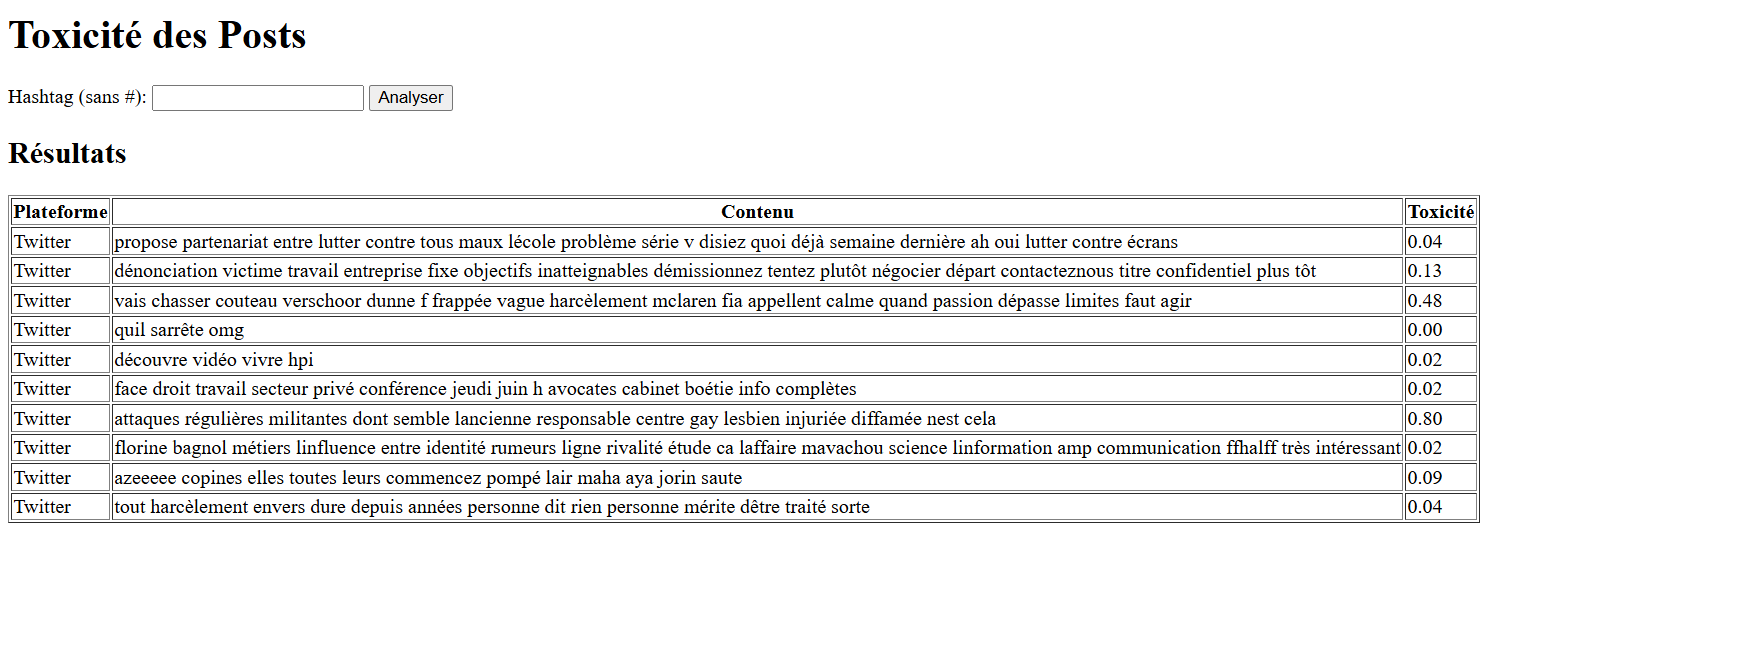 Toxicité des Posts
Hashtag (sans #): Analyser
Résultats
Plateforme Contenu Toxicité
Twitter propose partenariat entre lutter contre tous maux lécole problème série v disiez quoi déjà semaine dernière ah oui lutter contre écrans 0.04
Twitter dénonciation victime travail entreprise fixe objectifs inatteignables démissionnez tentez plutôt négocier départ contacteznous titre confidentiel plus tôt 0.13
Twitter vais chasser couteau verschoor dunne f frappée vague harcèlement mclaren fia appellent calme quand passion dépasse limites faut agir 0.48
Twitter quil sarrête omg 0.00
Twitter découvre vidéo vivre hpi 0.02
Twitter face droit travail secteur privé conférence jeudi juin h avocates cabinet boétie info complètes 0.02
Twitter attaques régulières militantes dont semble lancienne responsable centre gay lesbien injuriée diffamée nest cela 0.80
Twitter florine bagnol métiers linfluence entre identité rumeurs ligne rivalité étude ca laffaire mavachou science linformation amp communication ffhalff très intéressant 0.02
Twitter azeeeee copines elles toutes leurs commencez pompé lair maha aya jorin saute 0.09
Twitter tout harcèlement envers dure depuis années personne dit rien personne mérite dêtre traité sorte 0.04